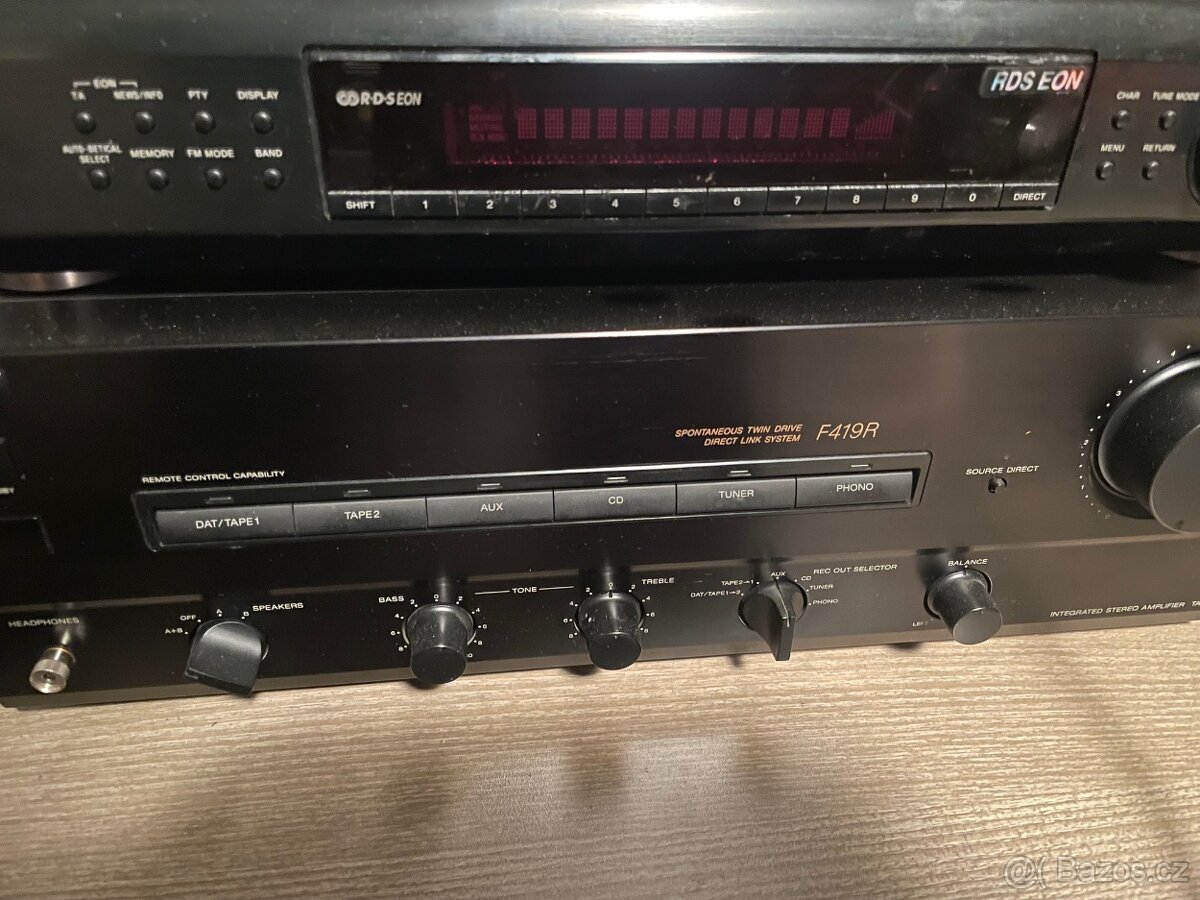 EON
TA NEWS/INFO PTY DISPLAY
AUTO-BETICAL
SELECT
MEMORY FM MODE BAND
R·D·S EON
RDS EON
SHIFT 1 2 3 4 5 6 7 8 9 0 DIRECT
CHAR TUNE MODE
MENU RETURN
SPONTANEOUS TWIN DRIVE
DIRECT LINK SYSTEM
F419R
REMOTE CONTROL CAPABILITY
DAT/TAPE1 TAPE2 AUX CD TUNER PHONO
SOURCE DIRECT
HEADPHONES
OFF A B SPEAKERS
A+B
BASS
TONE
TREBLE
REC OUT SELECTOR
TAPE2→1 AUX CD
DAT/TAPE1→2 TUNER
PHONO
BALANCE
LEFT
INTEGRATED STEREO AMPLIFIER TA
@( Bazos.cz